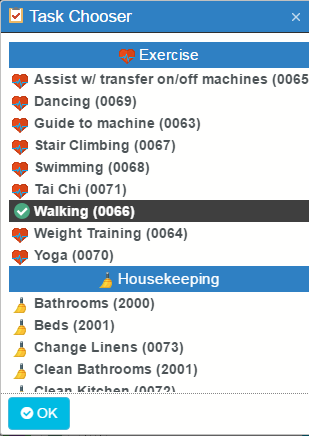 Task Chooser ×
Exercise
Assist w/ transfer on/off machines (0065
Dancing (0069)
Guide to machine (0063)
Stair Climbing (0067)
Swimming (0068)
Tai Chi (0071)
Walking (0066)
Weight Training (0064)
Yoga (0070)
Housekeeping
Bathrooms (2000)
Beds (2001)
Change Linens (0073)
Clean Bathrooms (2001)
Clean Kitchen (0072)
OK